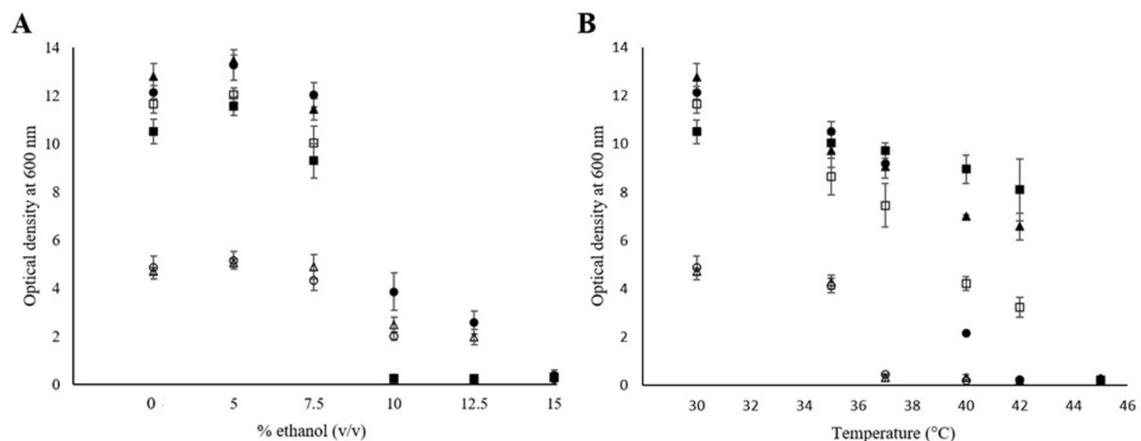 A
B
14
12
10
8
6
4
2
0
Optical density at 600 nm
0 5 7.5 10 12.5 15
% ethanol (v/v)
14
12
10
8
6
4
2
0
Optical density at 600 nm
30 32 34 36 38 40 42 44 46
Temperature (°C)